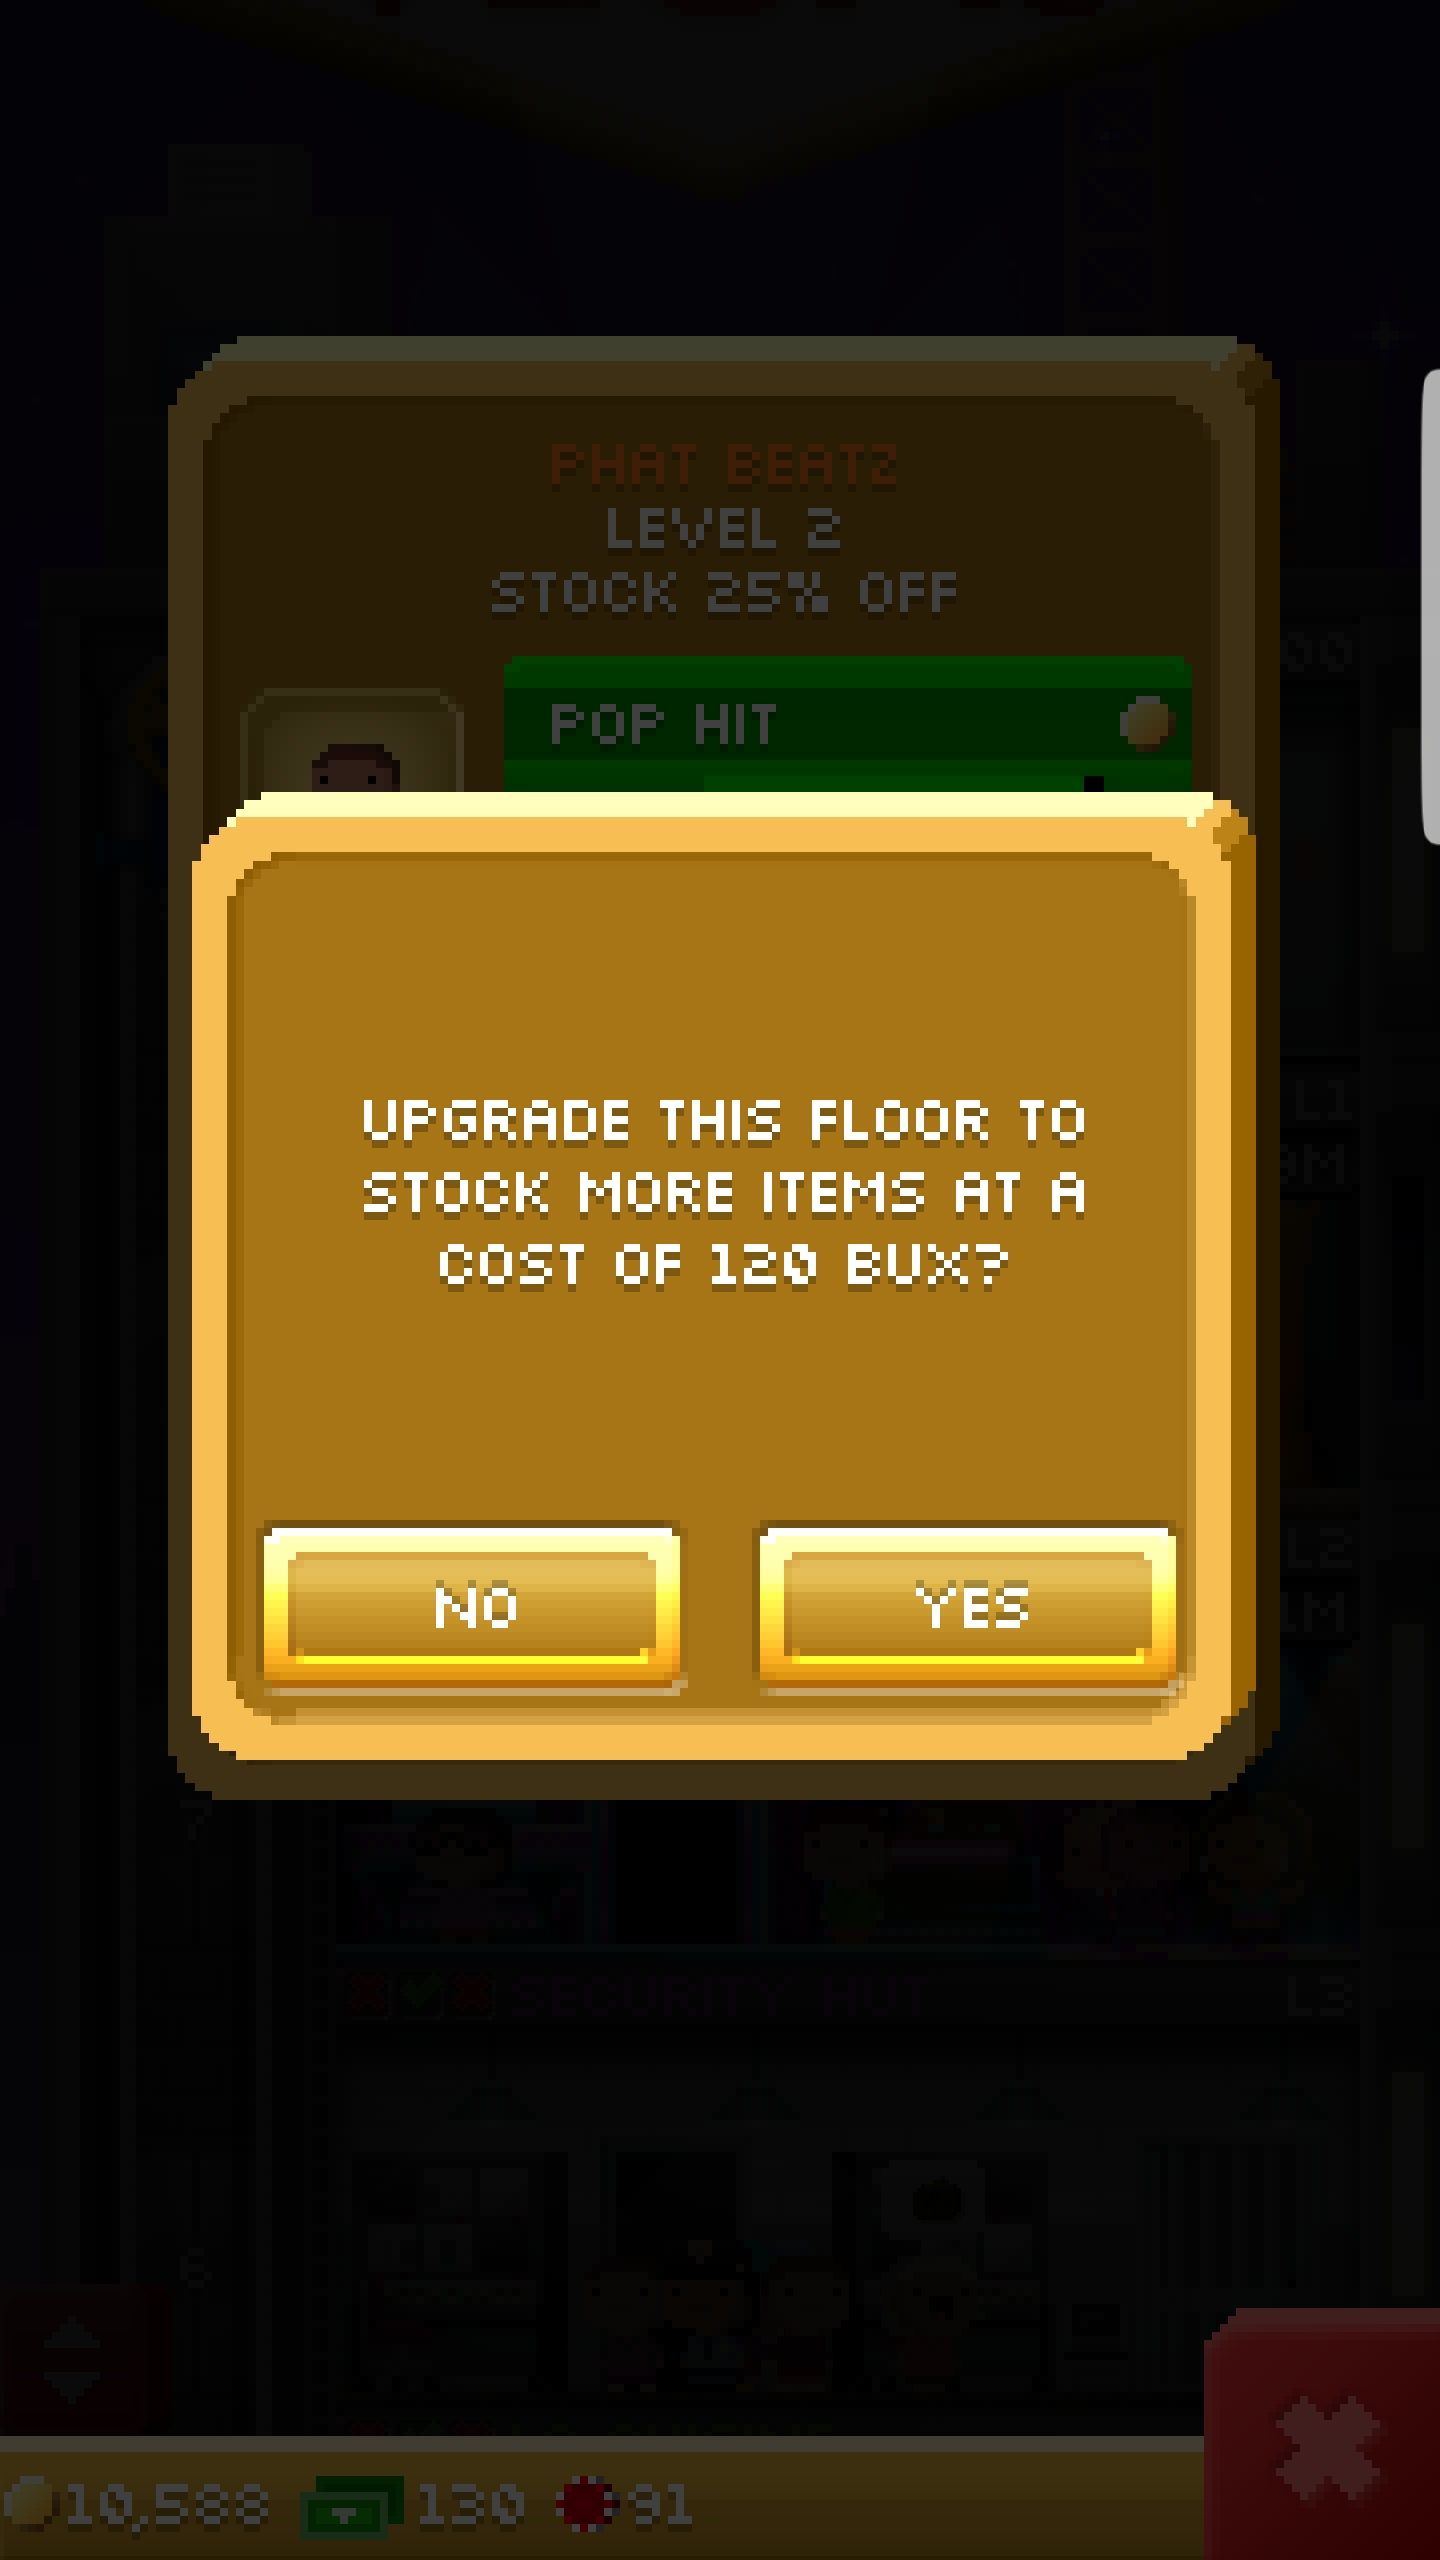 PHAT BEATZ
LEVEL 2
STOCK 25% OFF
POP HIT
UPGRADE THIS FLOOR TO
STOCK MORE ITEMS AT A
COST OF 120 BUX?
NO
YES
SECURITY HUT L3
10,588 130 91